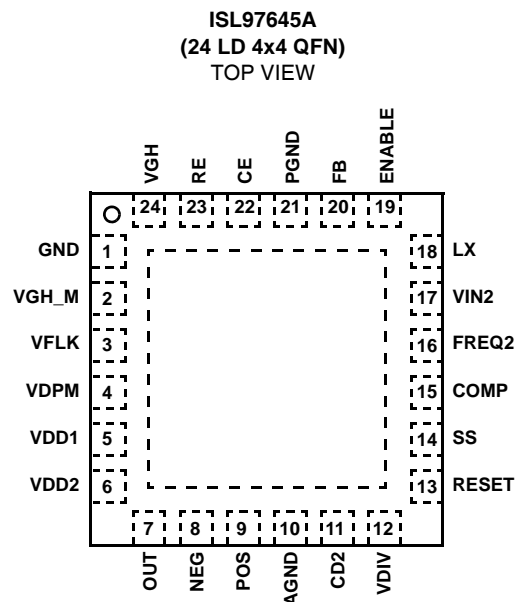 ISL97645A
(24 LD 4x4 QFN)
TOP VIEW
VGH RE CE PGND FB ENABLE
24 23 22 21 20 19
GND 1 18 LX
VGH_M 2 17 VIN2
VFLK 3 16 FREQ2
VDPM 4 15 COMP
VDD1 5 14 SS
VDD2 6 13 RESET
7 8 9 10 11 12
OUT NEG POS AGND CD2 VDIV